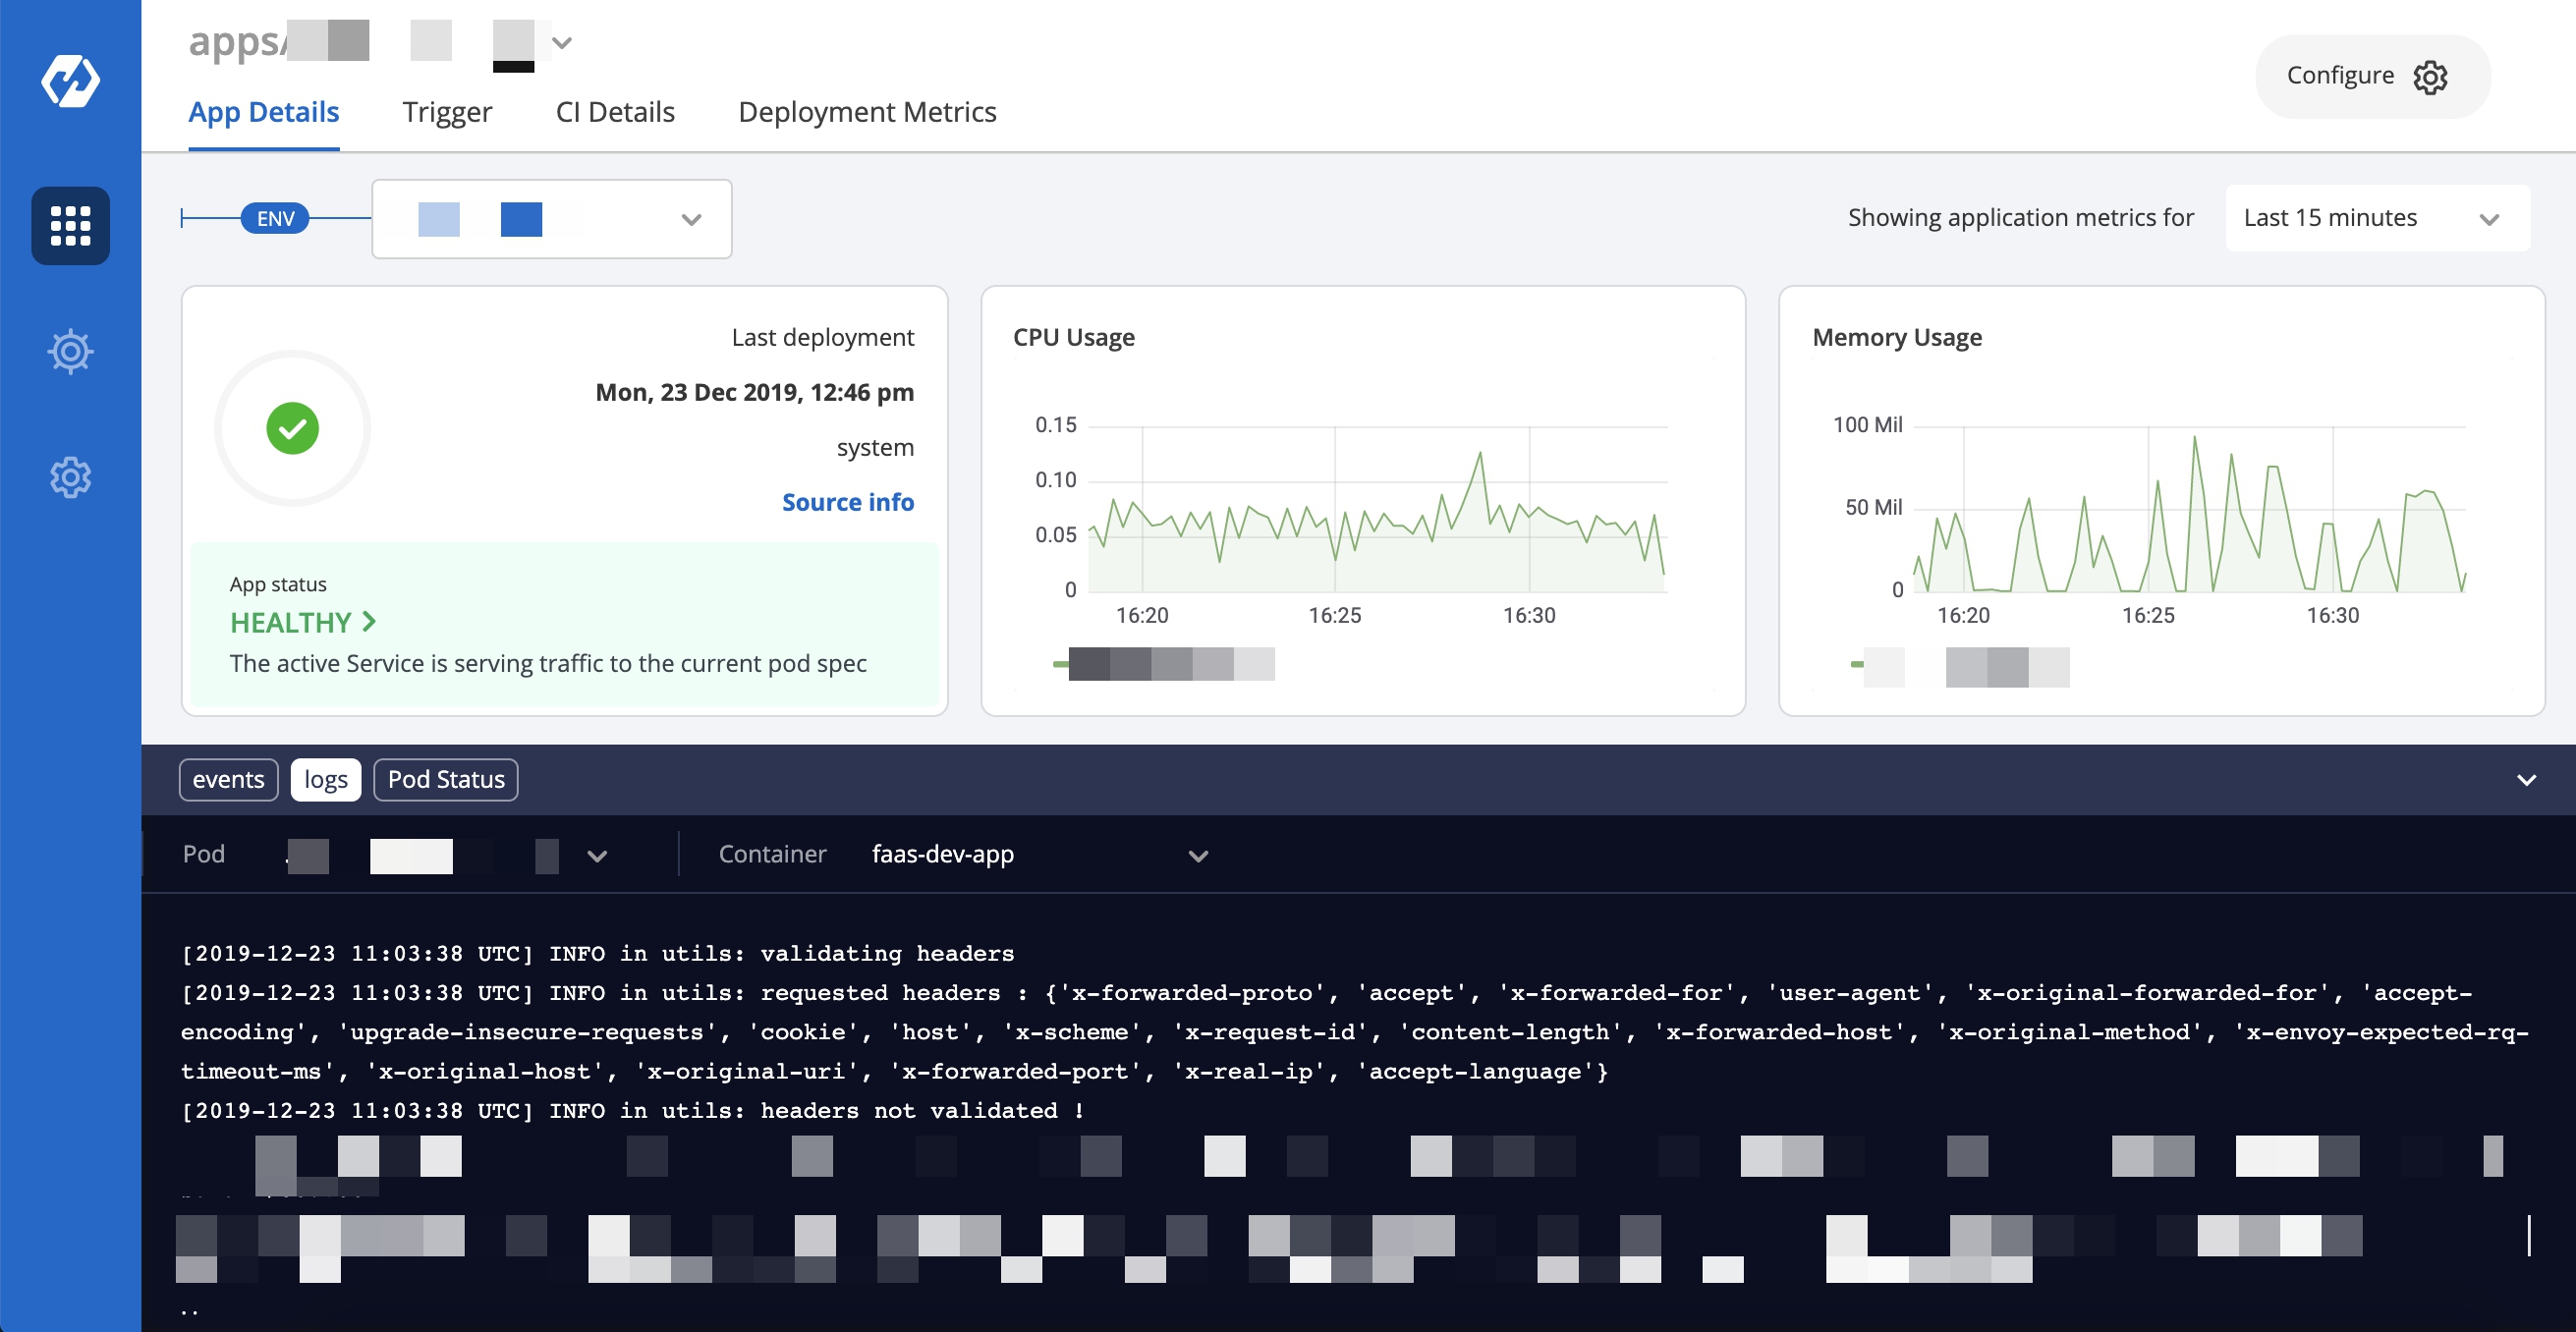 apps/
App Details Trigger CI Details Deployment Metrics
Configure
ENV
Showing application metrics for Last 15 minutes
Last deployment
Mon, 23 Dec 2019, 12:46 pm
system
Source info
App status
HEALTHY
The active Service is serving traffic to the current pod spec
CPU Usage
0.15
0.10
0.05
0
16:20 16:25 16:30
Memory Usage
100 Mil
50 Mil
0
16:20 16:25 16:30
events logs Pod Status
Pod Container faas-dev-app
[2019-12-23 11:03:38 UTC] INFO in utils: validating headers
[2019-12-23 11:03:38 UTC] INFO in utils: requested headers : {'x-forwarded-proto', 'accept', 'x-forwarded-for', 'user-agent', 'x-original-forwarded-for', 'accept-
encoding', 'upgrade-insecure-requests', 'cookie', 'host', 'x-scheme', 'x-request-id', 'content-length', 'x-forwarded-host', 'x-original-method', 'x-envoy-expected-rq-
timeout-ms', 'x-original-host', 'x-original-uri', 'x-forwarded-port', 'x-real-ip', 'accept-language'}
[2019-12-23 11:03:38 UTC] INFO in utils: headers not validated !